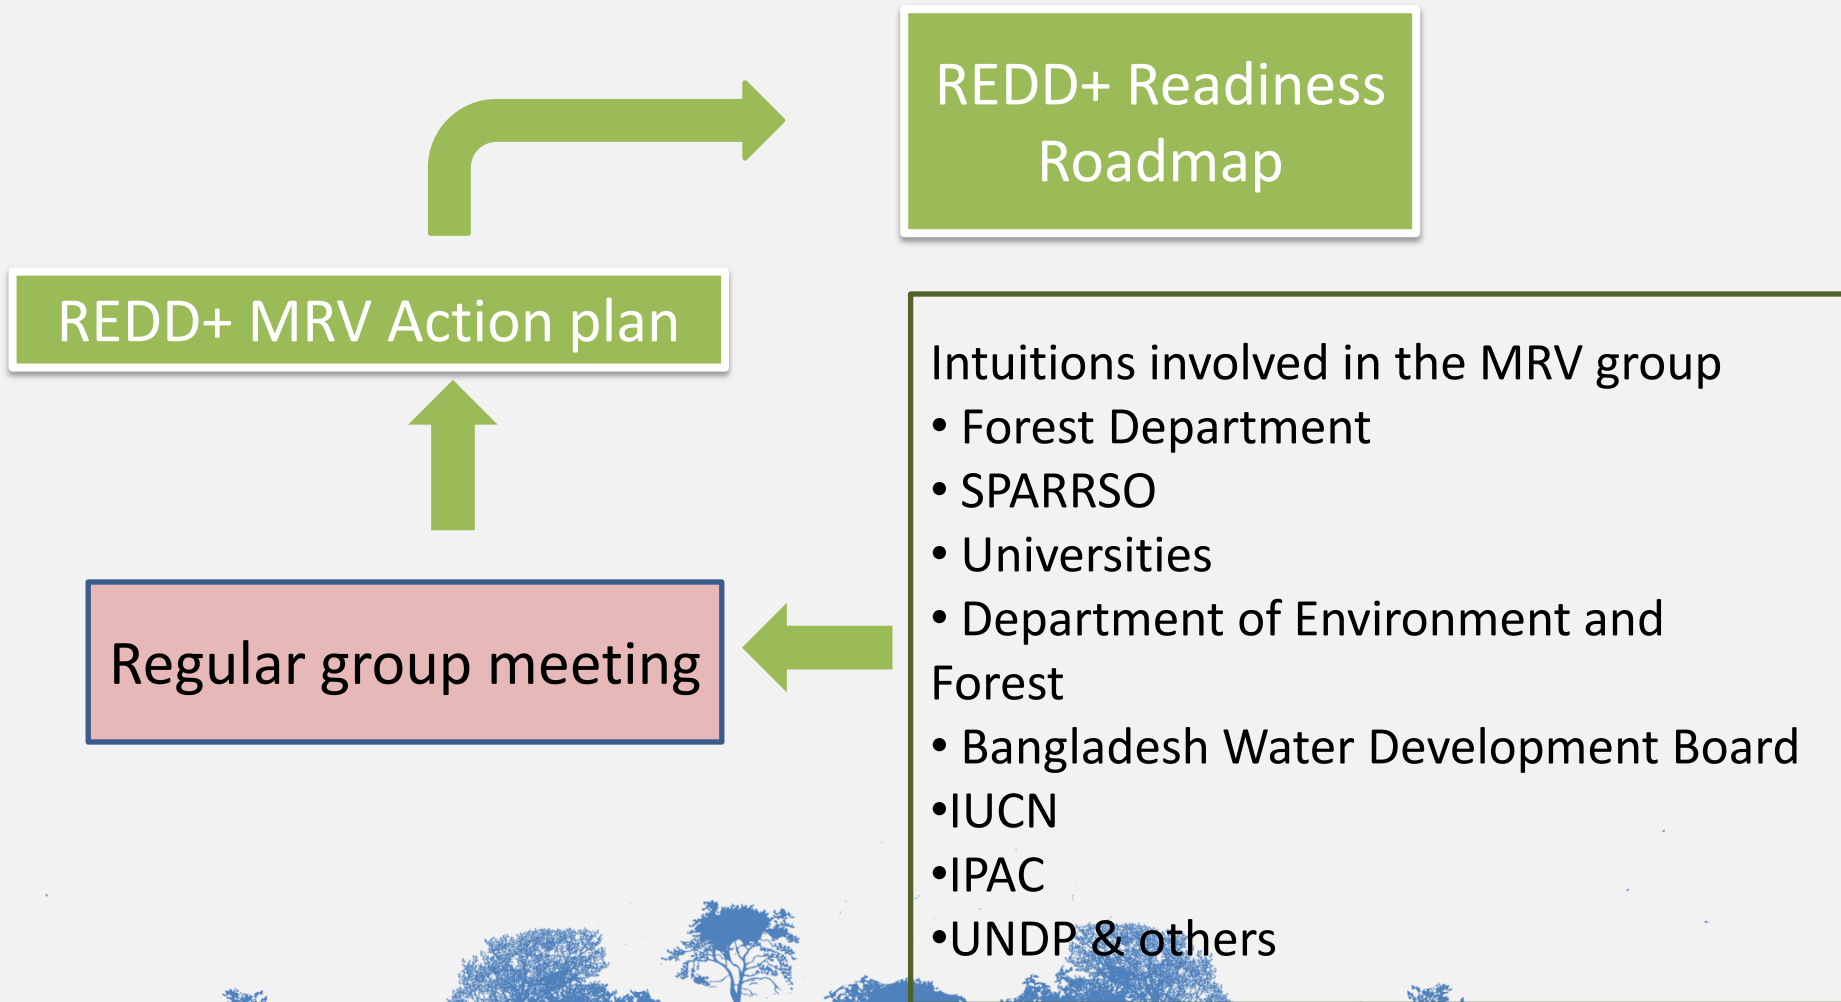 REDD+ Readiness
Roadmap
REDD+ MRV Action plan
Regular group meeting
Intuitions involved in the MRV group
• Forest Department
• SPARRSO
• Universities
• Department of Environment and
Forest
• Bangladesh Water Development Board
•IUCN
•IPAC
•UNDP & others